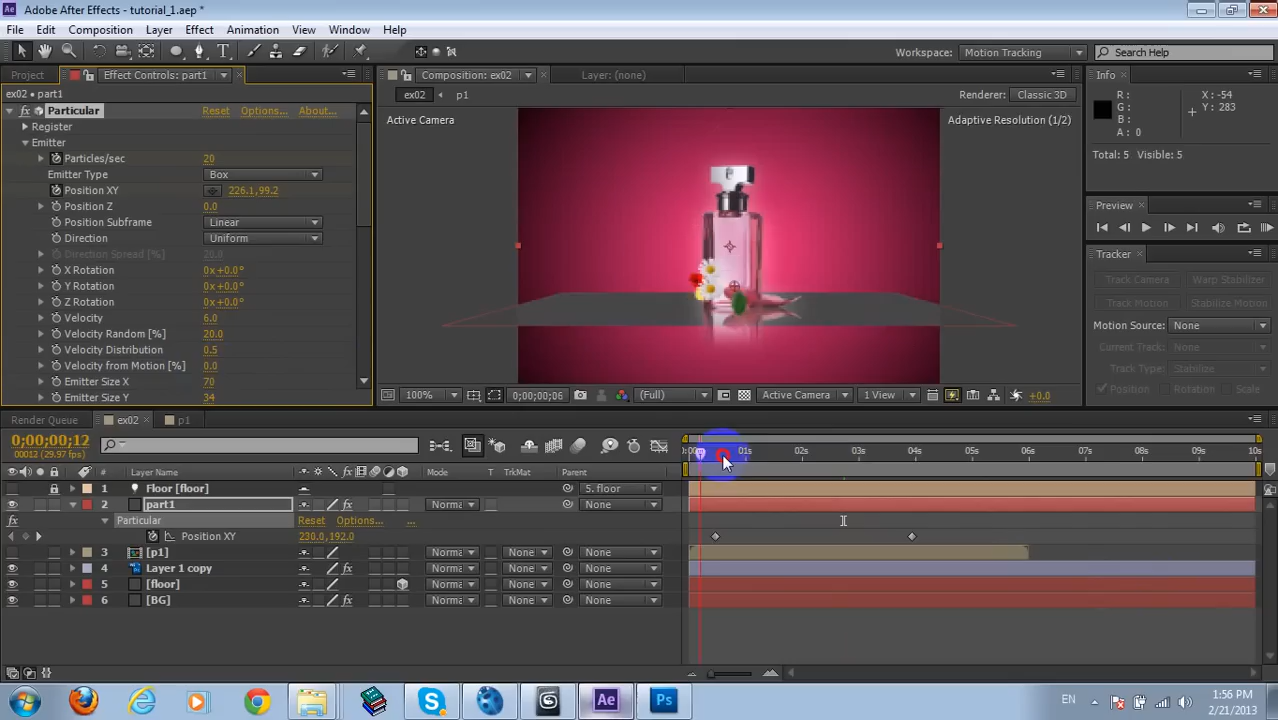 Adobe After Effects - tutorial_1.aep *
File Edit Composition Layer Effect Animation View Window Help
Workspace: Motion Tracking Search Help
Project Effect Controls: part1 Composition: ex02 Layer: (none) Info
ex02 • part1 ex02 p1 Renderer: Classic 3D
Particular Reset Options... About...
Active Camera Adaptive Resolution (1/2)
R: X: -54
G: Y: 283
B:
A: 0
Total: 5 Visible: 5
Register
Emitter
Particles/sec 20
Emitter Type Box
Position XY 226.1,99.2
Position Z 0.0
Position Subframe Linear
Direction Uniform
Direction Spread [%] 20.0
X Rotation 0x+0.0°
Y Rotation 0x+0.0°
Z Rotation 0x+0.0°
Velocity 6.0
Velocity Random [%] 20.0
Velocity Distribution 0.5
Velocity from Motion [%] 0.0
Emitter Size X 70
Emitter Size Y 34
Preview
Tracker
Track Camera Warp Stabilizer
Track Motion Stabilize Motion
Motion Source: None
Current Track: None
Track Type: Stabilize
Position Rotation Scale
100% 0;00;00;06 (Full) Active Camera 1 View +0.0
Render Queue ex02 p1
0;00;00;12
00012 (29.97 fps)
01s 02s 03s 04s 05s 06s 07s 08s 09s 10s
# Layer Name Mode T TrkMat Parent
1 Floor [floor] 5. floor
2 part1 Norma None
Particular Reset Options... ...
Position XY 230.0,192.0
3 [p1] Norma None None
4 Layer 1 copy Norma None None
5 [floor] Norma None None
6 [BG] Norma None None
EN 1:56 PM
2/21/2013